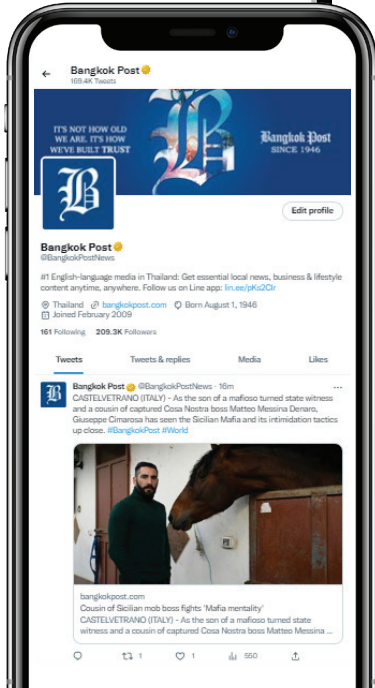 Bangkok Post
169.4K Tweets
IT'S NOT HOW OLD
WE ARE. IT'S HOW
WE'VE BUILT TRUST
B
Bangkok Post
SINCE 1946
B
Edit profile
Bangkok Post
@BangkokPostNews
#1 English-language media in Thailand: Get essential local news, business & lifestyle
content anytime, anywhere. Follow us on Line app: lin.ee/pKs2CIr
Thailand bangkokpost.com Born August 1, 1946
Joined February 2009
161 Following 209.3K Followers
Tweets Tweets & replies Media Likes
B
Bangkok Post @BangkokPostNews · 16m ...
CASTELVETRANO (ITALY) - As the son of a mafioso turned state witness
and a cousin of captured Cosa Nostra boss Matteo Messina Denaro,
Giuseppe Cimarosa has seen the Sicilian Mafia and its intimidation tactics
up close. #BangkokPost #World
bangkokpost.com
Cousin of Sicilian mob boss fights 'Mafia mentality'
CASTELVETRANO (ITALY) - As the son of a mafioso turned state
witness and a cousin of captured Cosa Nostra boss Matteo Messina ...
1 1 550